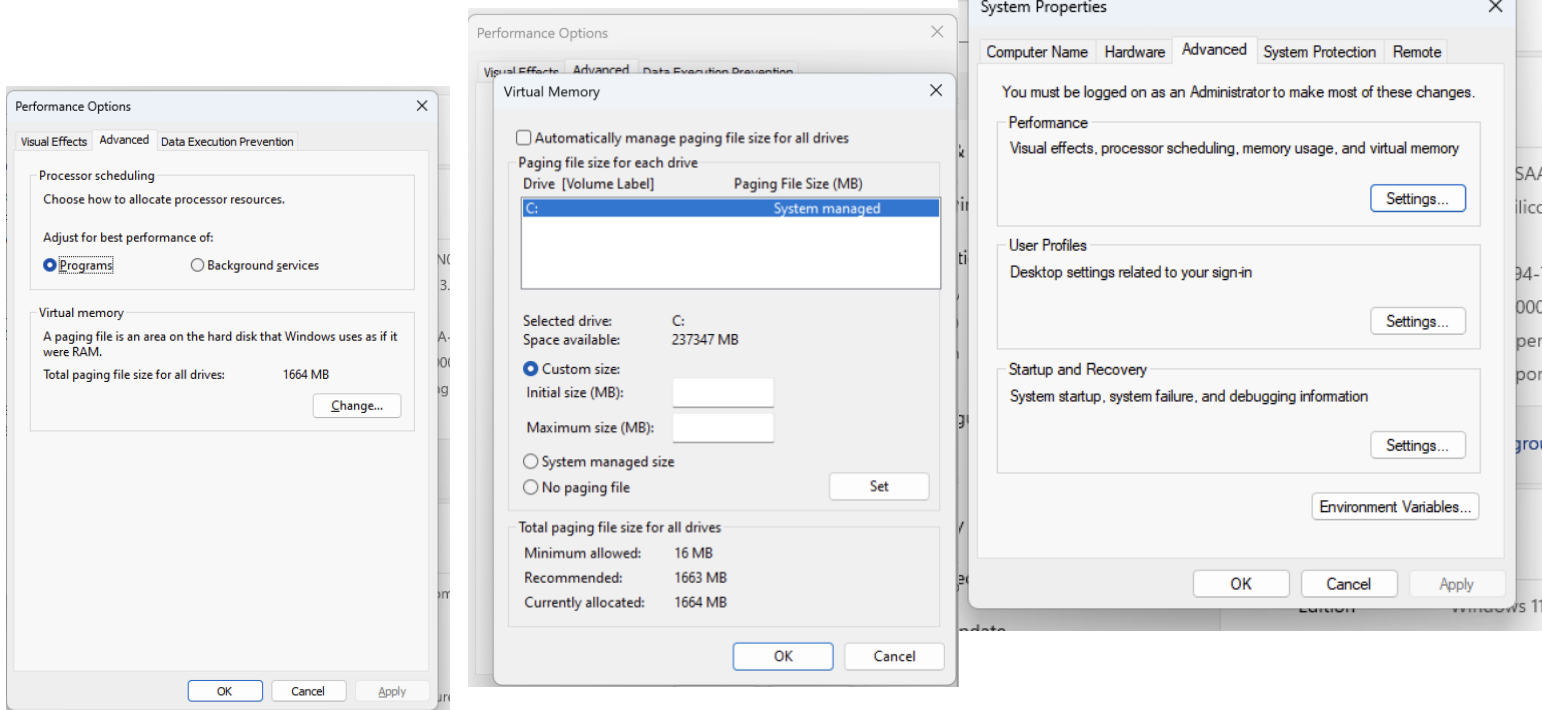 Performance Options
Visual Effects Advanced Data Execution Prevention
Processor scheduling
Choose how to allocate processor resources.
Adjust for best performance of:
Programs Background services
Virtual memory
A paging file is an area on the hard disk that Windows uses as if it
were RAM.
Total paging file size for all drives: 1664 MB
Change...
OK Cancel Apply
Performance Options
Visual Effects Advanced Data Execution Prevention
Virtual Memory
Automatically manage paging file size for all drives
Paging file size for each drive
Drive [Volume Label] Paging File Size (MB)
C: System managed
Selected drive: C:
Space available: 237347 MB
Custom size:
Initial size (MB):
Maximum size (MB):
System managed size
No paging file
Set
Total paging file size for all drives
Minimum allowed: 16 MB
Recommended: 1663 MB
Currently allocated: 1664 MB
OK Cancel
System Properties
Computer Name Hardware Advanced System Protection Remote
You must be logged on as an Administrator to make most of these changes.
Performance
Visual effects, processor scheduling, memory usage, and virtual memory
Settings...
User Profiles
Desktop settings related to your sign-in
Settings...
Startup and Recovery
System startup, system failure, and debugging information
Settings...
Environment Variables...
OK Cancel Apply